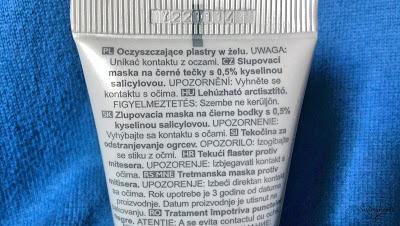 PL Oczyszczające plastry w żelu. UWAGA:
Unikać kontaktu z oczami. CZ Slupovací
maska na černé tečky s 0,5% kyselinou
salicylovou. UPOZORNĚNÍ: Vyhněte se
kontaktu s očima. HU Lehúzható arctisztító.
FIGYELMEZTETÉS: Szembe ne kerüljön.
SK Zlupovacia maska na čierne bodky s 0,5%
kyselinou salicylovou. UPOZORNENIE:
Vyhýbajte sa kontaktu s očami. SI Tekočina za
odstranjevanje ogrcev. OPOZORILO: Izogibajte
se stiku z očmi. HR Tekući flaster protiv
mitesera. UPOZORENJE: Izbjegavati kontakt s
očima. RS;MNE Tretmanska maska protiv
mitisera. UPOZORENJE: Izbeći direktan kontakt
sa očima. Rok upotrebe je 3 godine od datuma
proizvodnje. Datum proizvodnje je utisnut na
pakovanju. RO Tratament împotriva punctelor
negre. ATENȚIE: A se evita contactul cu ochii